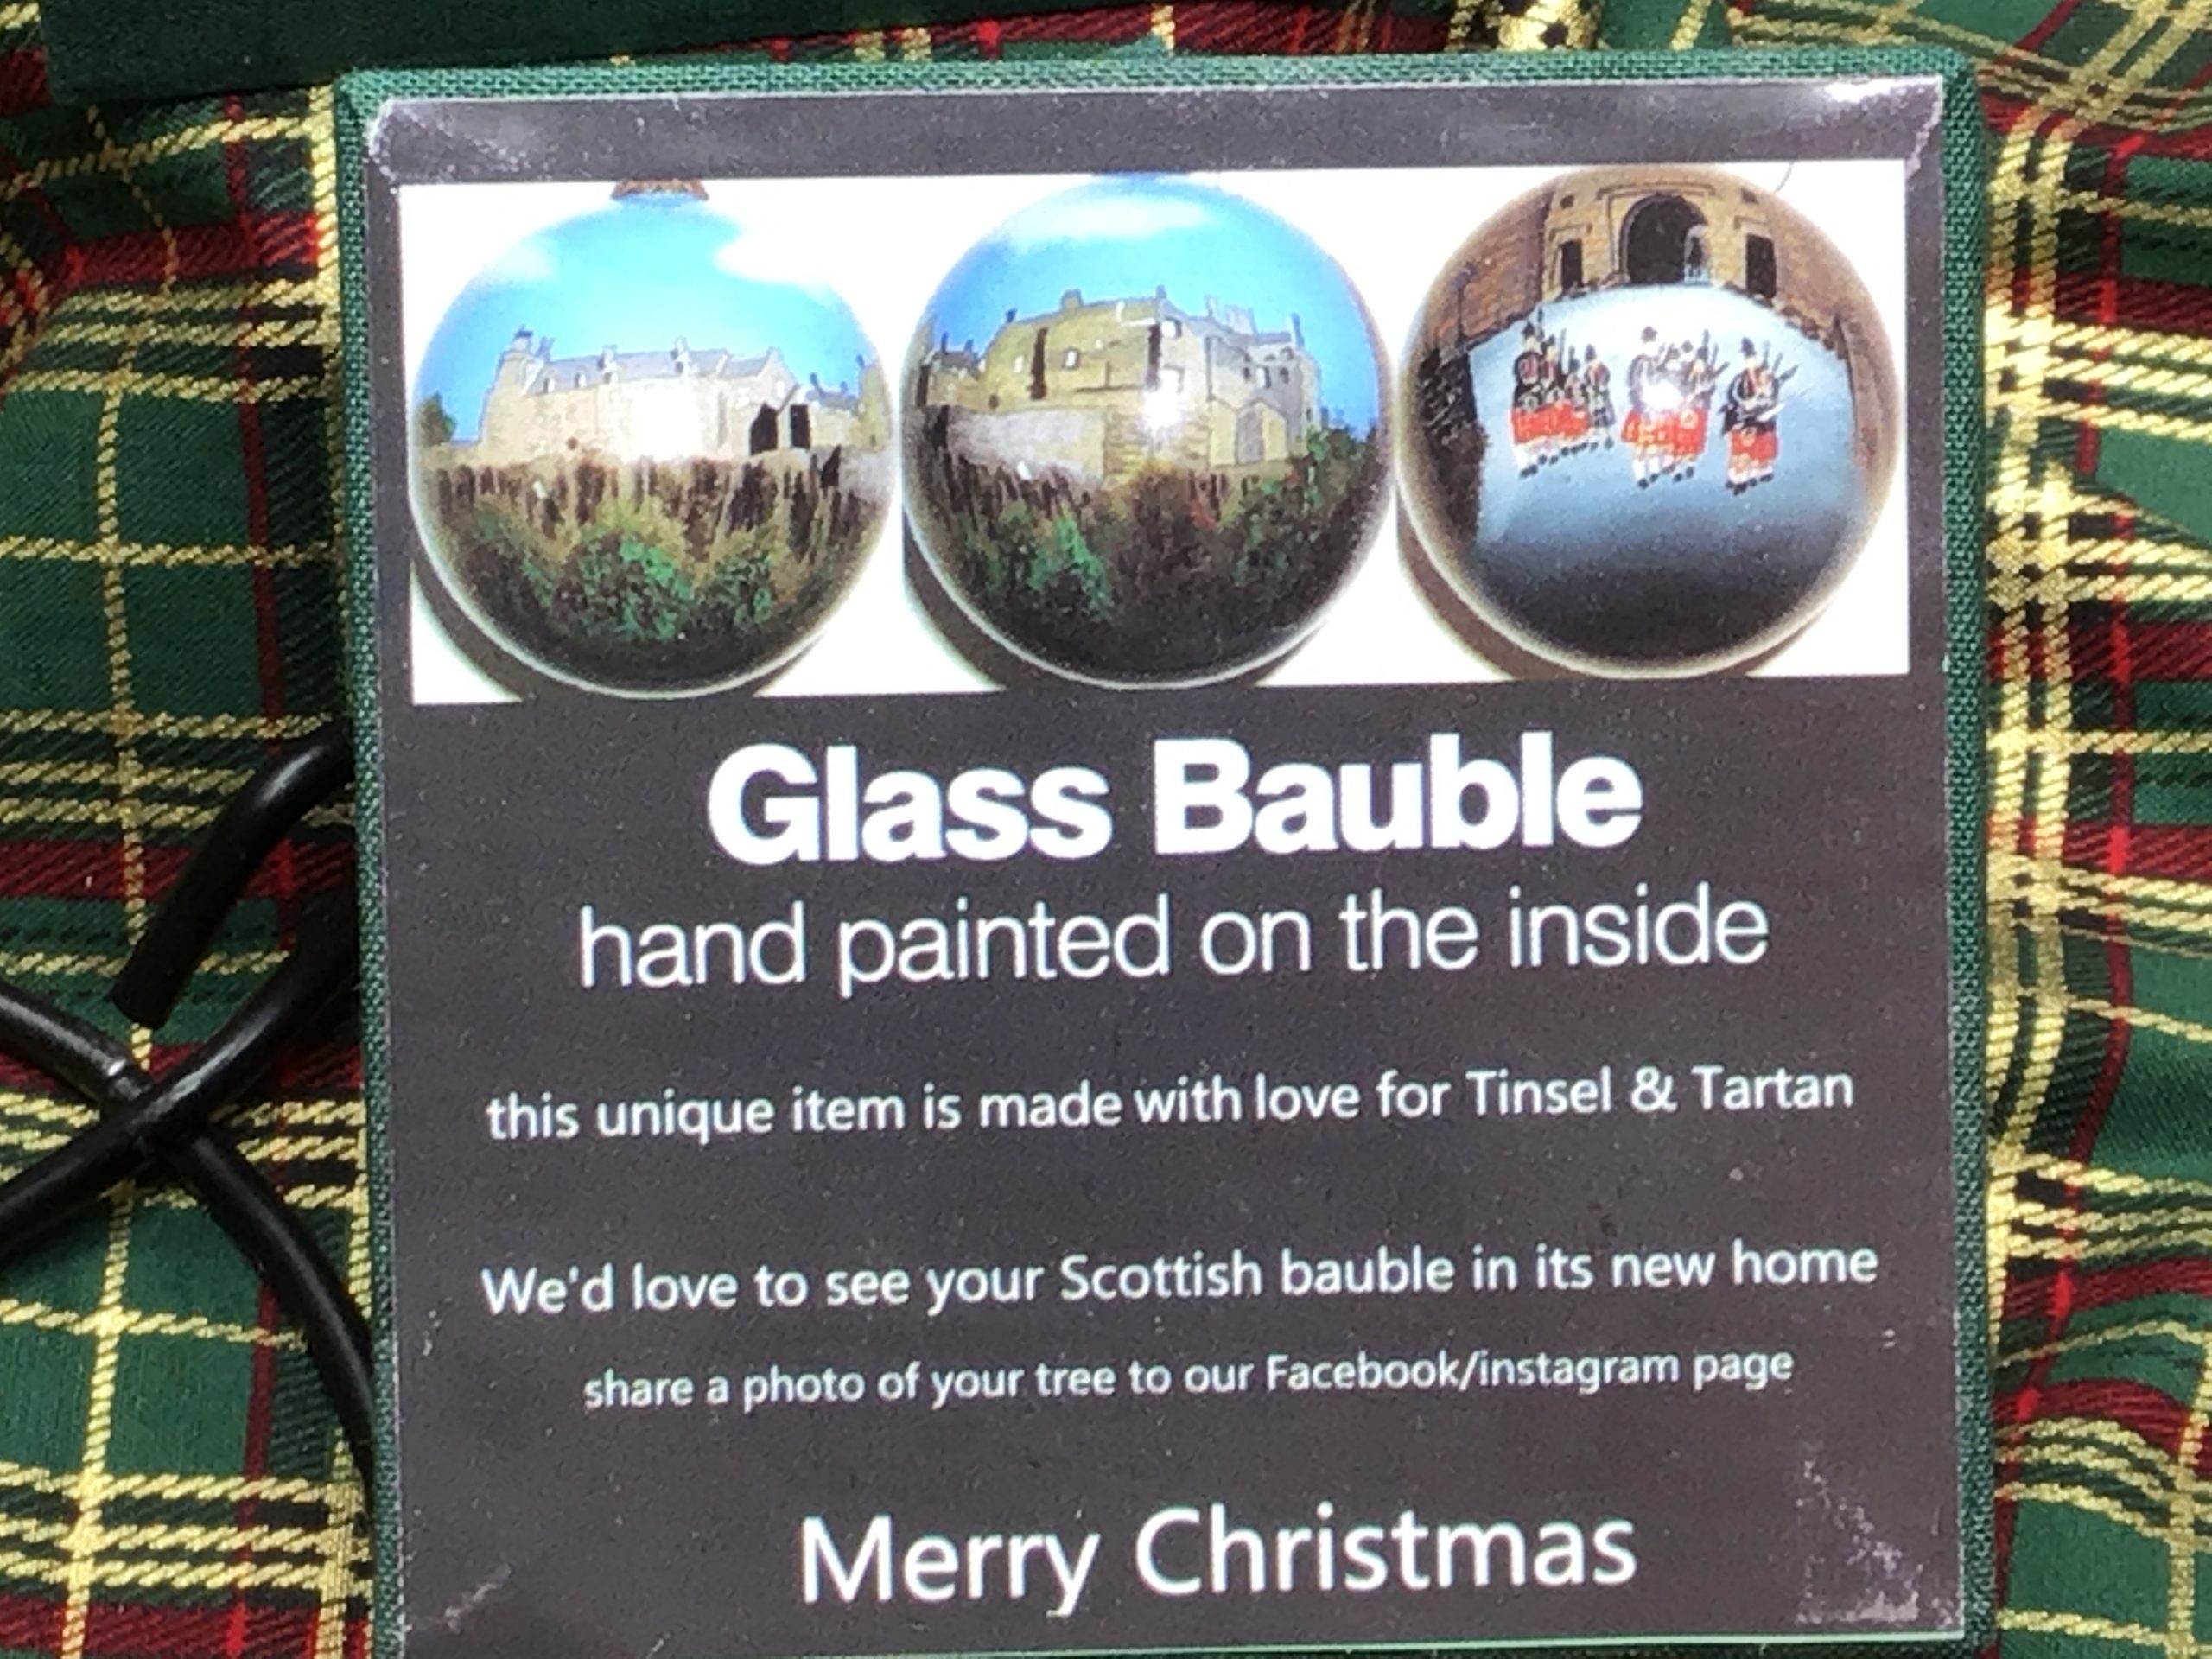 Glass Bauble
hand painted on the inside
this unique item is made with love for Tinsel & Tartan
We'd love to see your Scottish bauble in its new home
share a photo of your tree to our Facebook/instagram page
Merry Christmas